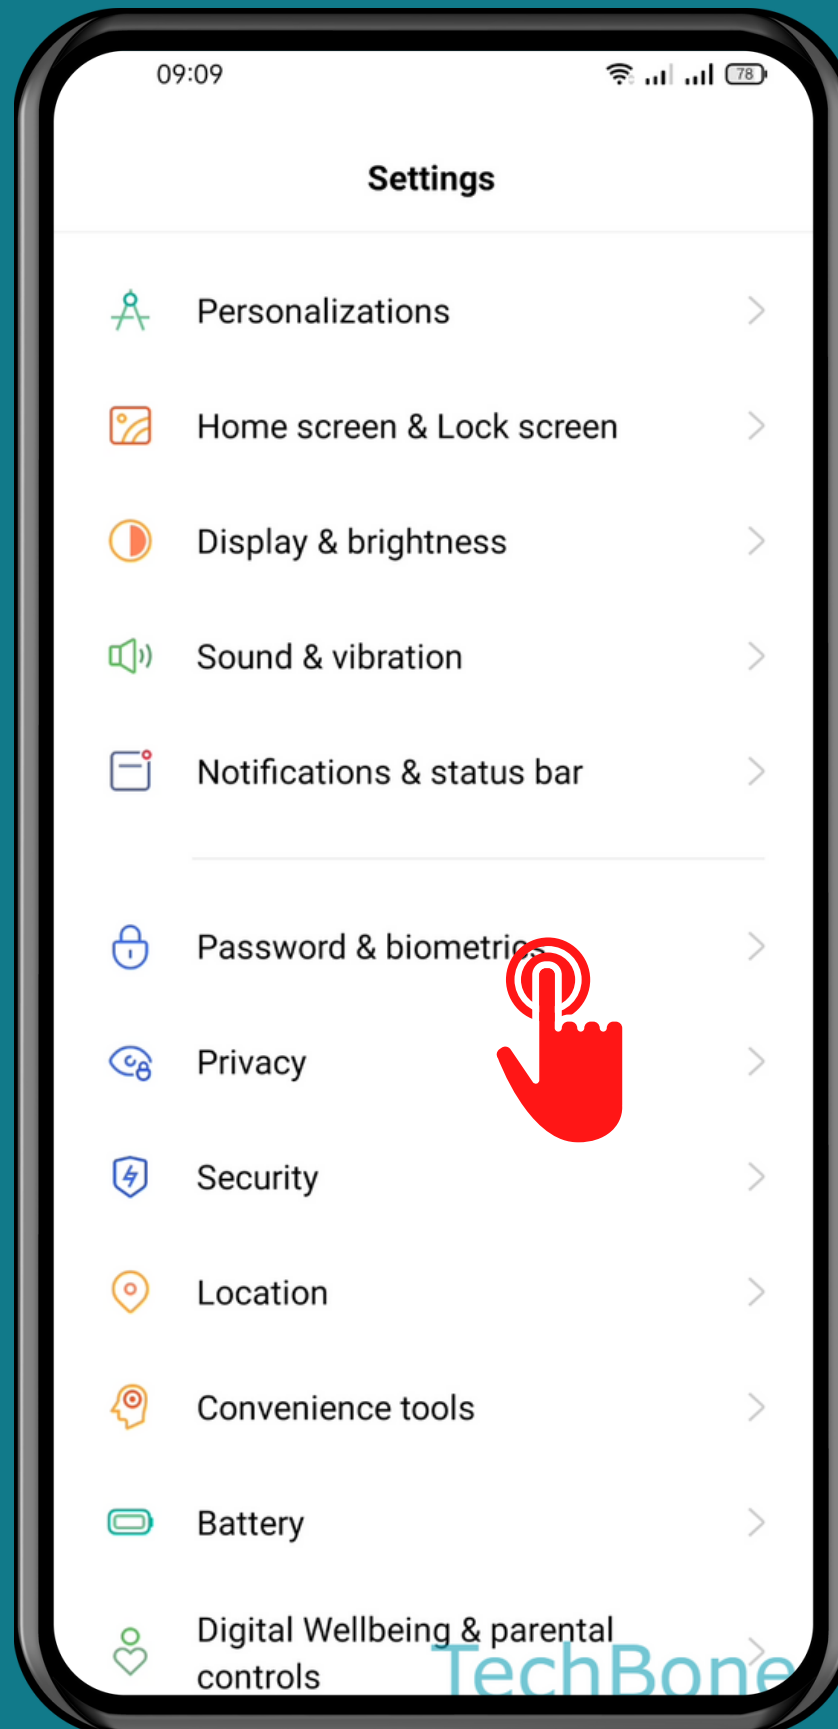 09:09
78
Settings
Personalizations
Home screen & Lock screen
Display & brightness
Sound & vibration
Notifications & status bar
Password & biometrics
Privacy
Security
Location
Convenience tools
Battery
Digital Wellbeing & parental
controls
TechBone